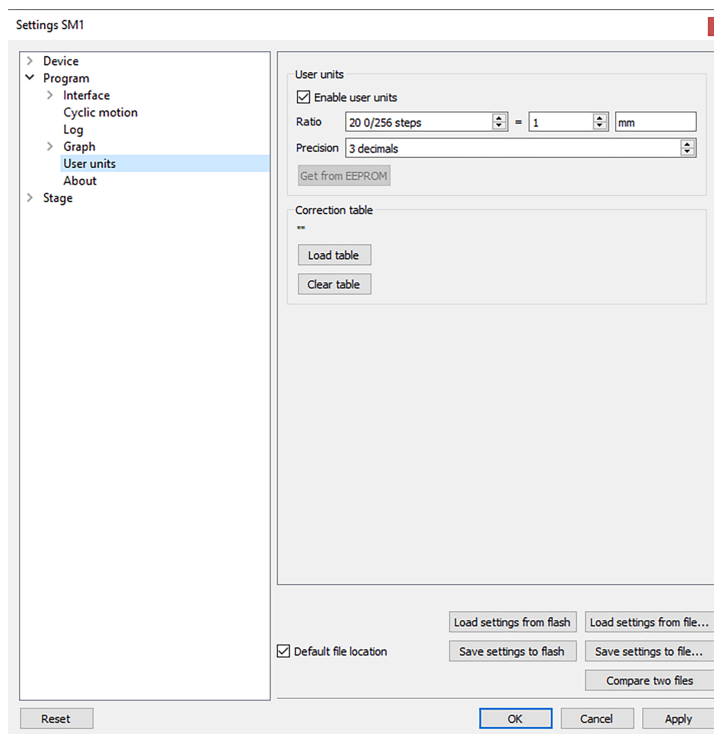 Settings SM1
Device
Program
Interface
Cyclic motion
Log
Graph
User units
About
Stage
User units
Enable user units
Ratio 20 0/256 steps = 1 mm
Precision 3 decimals
Get from EEPROM
Correction table
""
Load table
Clear table
Load settings from flash Load settings from file...
Default file location Save settings to flash Save settings to file...
Compare two files
Reset OK Cancel Apply